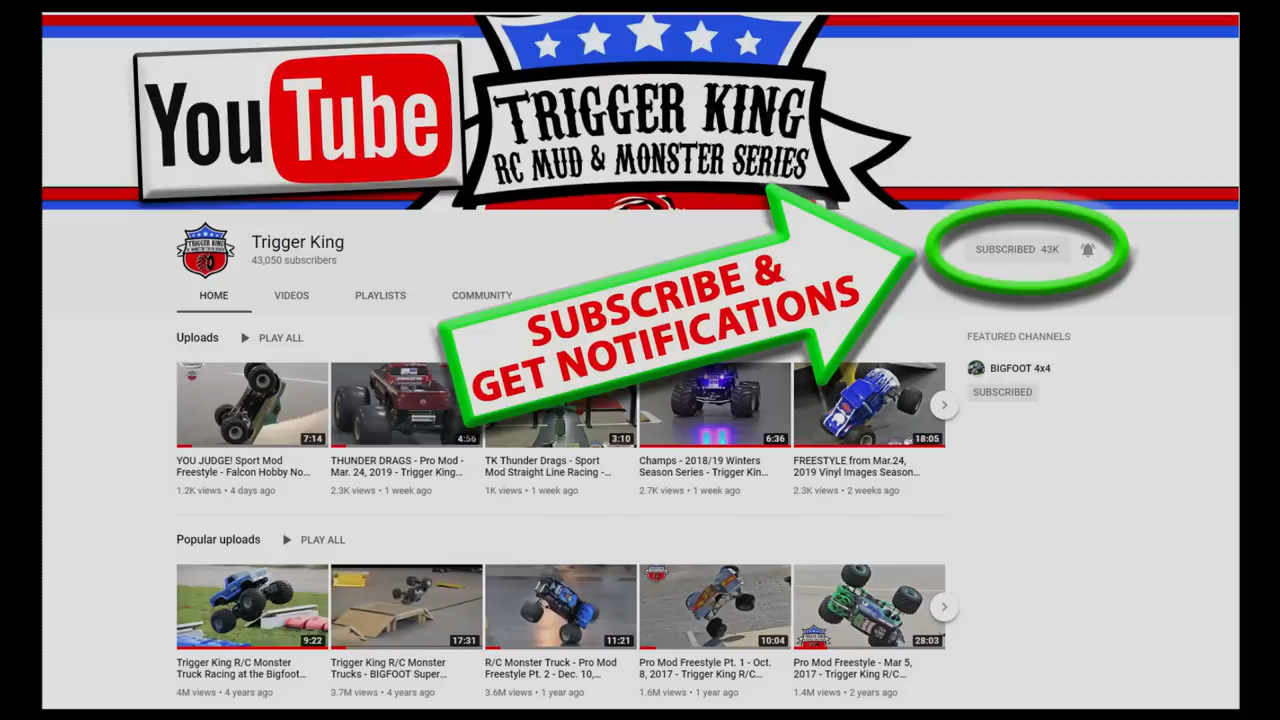 YouTube
TRIGGER KING
RC MUD & MONSTER SERIES
Trigger King
43,050 subscribers
SUBSCRIBED 43K
HOME
VIDEOS
PLAYLISTS
COMMUNITY
SUBSCRIBE &
GET NOTIFICATIONS
Uploads
PLAY ALL
FEATURED CHANNELS
BIGFOOT 4x4
SUBSCRIBED
7:14
4:56
3:10
6:36
18:05
YOU JUDGE! Sport Mod
Freestyle - Falcon Hobby No...
1.2K views • 4 days ago
THUNDER DRAGS - Pro Mod -
Mar. 24, 2019 - Trigger King...
2.3K views • 1 week ago
TK Thunder Drags - Sport
Mod Straight Line Racing -...
1K views • 1 week ago
Champs - 2018/19 Winters
Season Series - Trigger Kin...
2.7K views • 1 week ago
FREESTYLE from Mar.24,
2019 Vinyl Images Season...
2.3K views • 2 weeks ago
Popular uploads
PLAY ALL
9:22
17:31
11:21
10:04
28:03
Trigger King R/C Monster
Truck Racing at the Bigfoot...
4M views • 4 years ago
Trigger King R/C Monster
Trucks - BIGFOOT Super...
3.7M views • 4 years ago
R/C Monster Truck - Pro Mod
Freestyle Pt. 2 - Dec. 10,...
3.6M views • 1 year ago
Pro Mod Freestyle Pt. 1 - Oct.
8, 2017 - Trigger King R/C...
1.6M views • 1 year ago
Pro Mod Freestyle - Mar 5,
2017 - Trigger King R/C...
1.4M views • 2 years ago